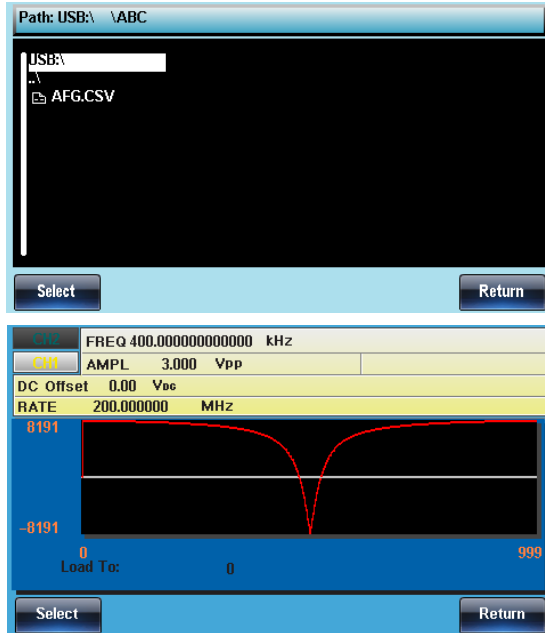 Path: USB:\ \ABC
USB:\
..\
AFG.CSV
Select Return
CH2 FREQ 400.000000000000 kHz
CH1 AMPL 3.000 Vpp
DC Offset 0.00 VDC
RATE 200.000000 MHz
8191
-8191
0 999
Load To: 0
Select Return